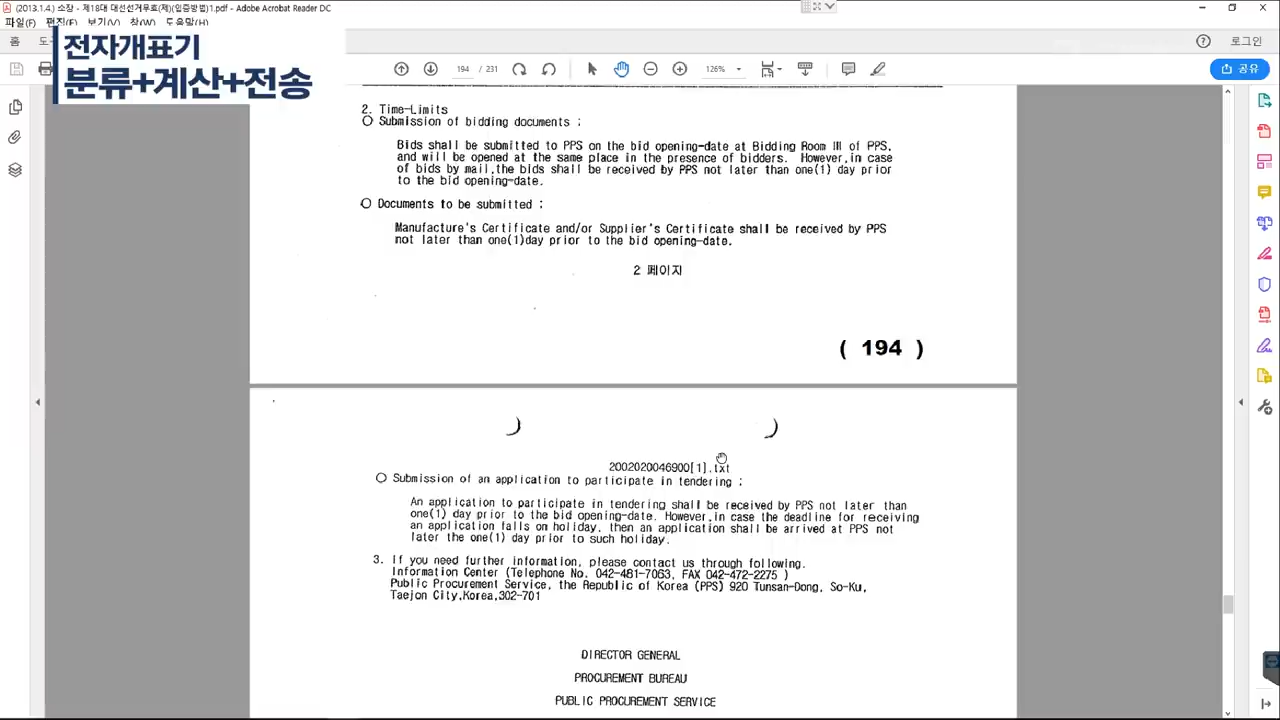 (2013.1.4.) 소장 - 제18대 대선선거무효(제)(입증방법)1.pdf - Adobe Acrobat Reader DC
파일(F) 편집(E) 보기(V) 창(W) 도움말(H)
홈 도
로그인
전자개표기
분류+계산+전송
194 / 231
126%
공유
2. Time-Limits
○ Submission of bidding documents :
Bids shall be submitted to PPS on the bid opening-date at Bidding Room III of PPS,
and will be opened at the same place in the presence of bidders. However,in case
of bids by mail,the bids shall be received by PPS not later than one(1) day prior
to the bid opening-date.
○ Documents to be submitted :
Manufacture's Certificate and/or Supplier's Certificate shall be received by PPS
not later than one(1)day prior to the bid opening-date.
2 페이지
( 194 )
2002020046900[1].txt
○ Submission of an application to participate in tendering :
An application to participate in tendering shall be received by PPS not later than
one(1) day prior to the bid opening-date. However,in case the deadline for receiving
an application falls on holiday, then an application shall be arrived at PPS not
later the one(1) day prior to such holiday.
3. If you need further information, please contact us through following.
Information Center (Telephone No. 042-481-7063, FAX 042-472-2275 )
Public Procurement Service, the Republic of Korea (PPS) 920 Tunsan-Dong, So-Ku,
Taejon City,Korea,302-701
DIRECTOR GENERAL
PROCUREMENT BUREAU
PUBLIC PROCUREMENT SERVICE